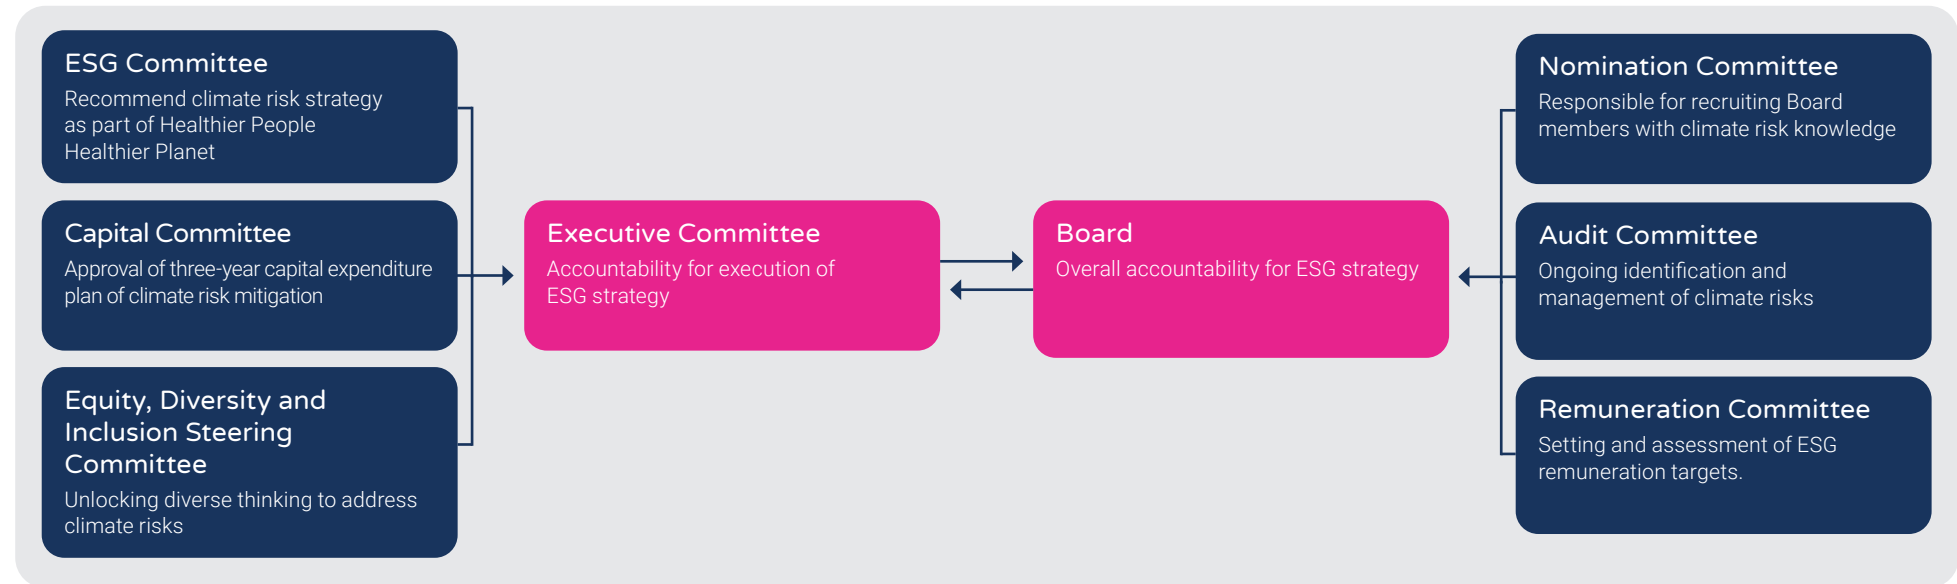 ESG Committee
Recommend climate risk strategy
as part of Healthier People
Healthier Planet
Capital Committee
Approval of three-year capital expenditure
plan of climate risk mitigation
Equity, Diversity and
Inclusion Steering
Committee
Unlocking diverse thinking to address
climate risks
Executive Committee
Accountability for execution of
ESG strategy
Board
Overall accountability for ESG strategy
Nomination Committee
Responsible for recruiting Board
members with climate risk knowledge
Audit Committee
Ongoing identification and
management of climate risks
Remuneration Committee
Setting and assessment of ESG
remuneration targets.